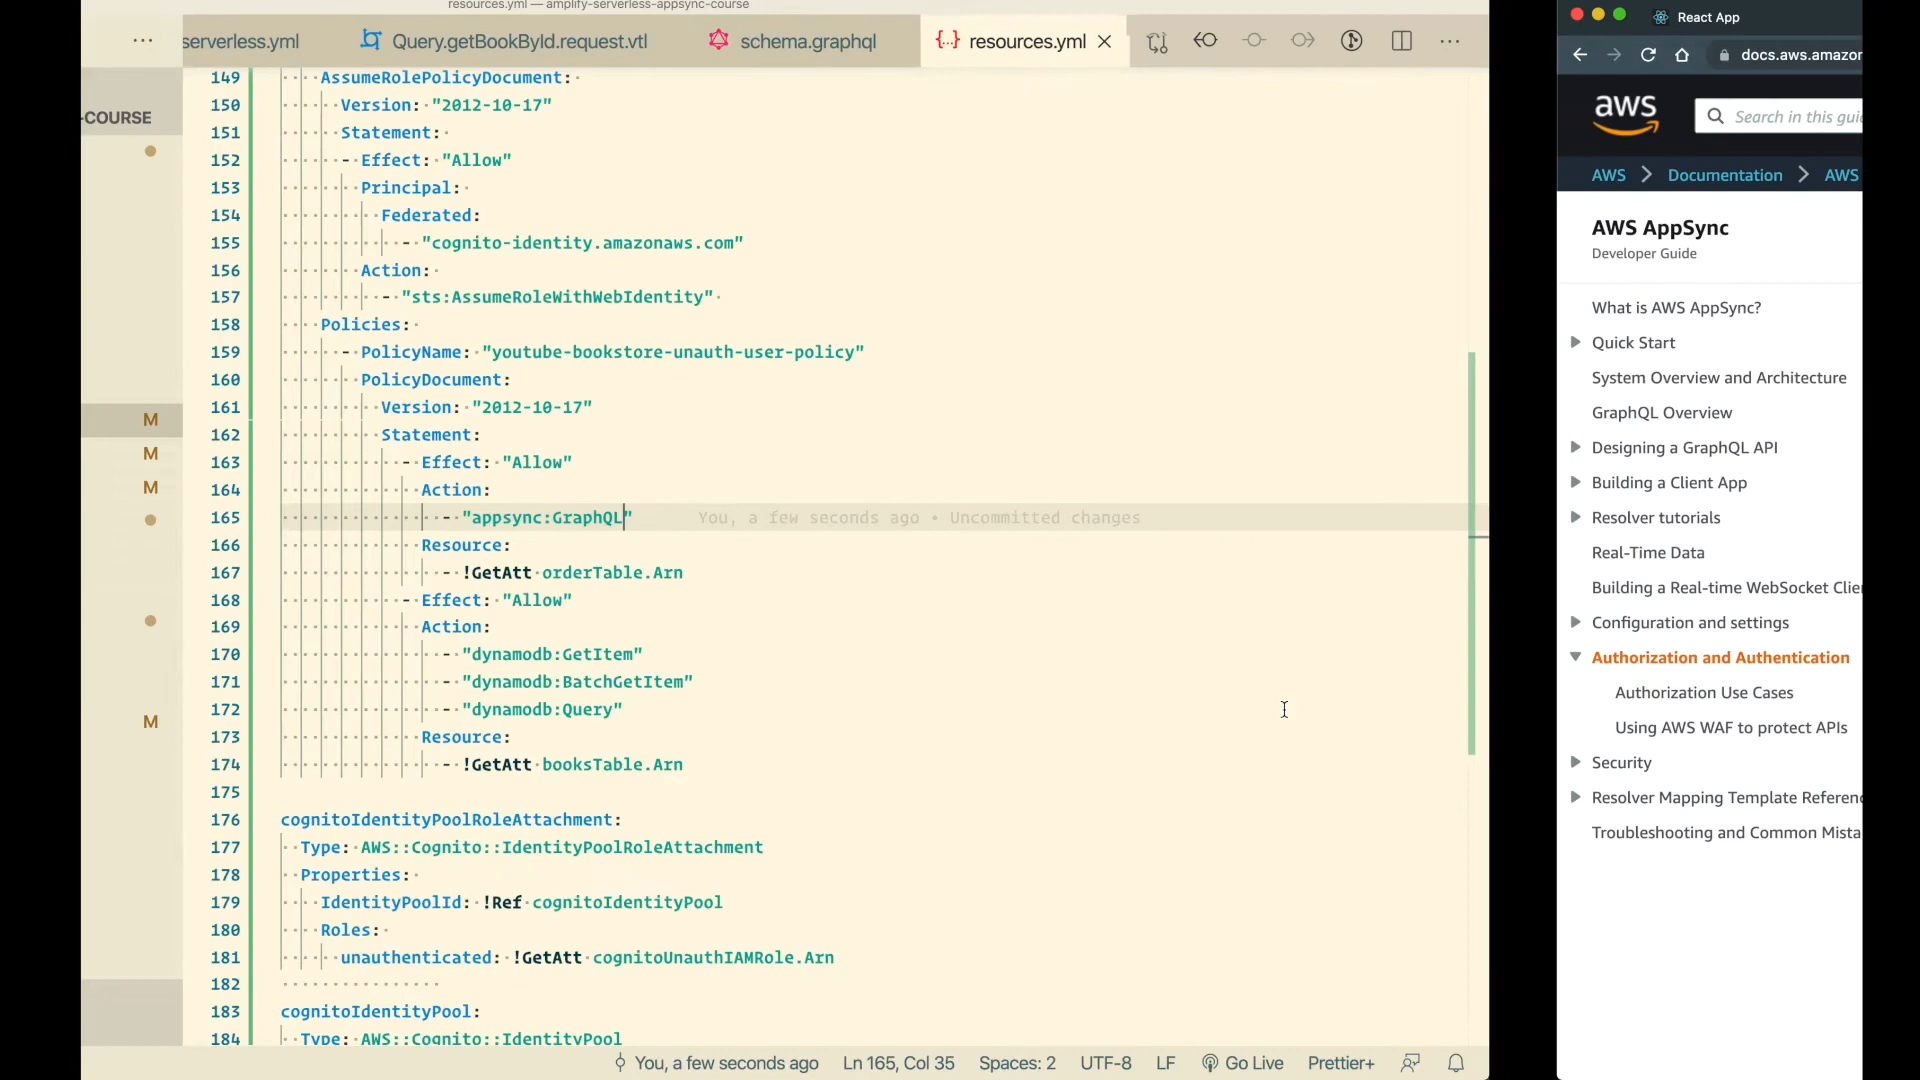 resources.yml — amplify-serverless-appsync-course
serverless.yml
Query.getBookById.request.vtl
schema.graphql
resources.yml
-COURSE
M
M
M
M
149 AssumeRolePolicyDocument:
150 Version: "2012-10-17"
151 Statement:
152 - Effect: "Allow"
153 Principal:
154 Federated:
155 - "cognito-identity.amazonaws.com"
156 Action:
157 - "sts:AssumeRoleWithWebIdentity"
158 Policies:
159 - PolicyName: "youtube-bookstore-unauth-user-policy"
160 PolicyDocument:
161 Version: "2012-10-17"
162 Statement:
163 - Effect: "Allow"
164 Action:
165 - "appsync:GraphQL" You, a few seconds ago • Uncommitted changes
166 Resource:
167 - !GetAtt orderTable.Arn
168 - Effect: "Allow"
169 Action:
170 - "dynamodb:GetItem"
171 - "dynamodb:BatchGetItem"
172 - "dynamodb:Query"
173 Resource:
174 - !GetAtt booksTable.Arn
175
176 cognitoIdentityPoolRoleAttachment:
177 Type: AWS::Cognito::IdentityPoolRoleAttachment
178 Properties:
179 IdentityPoolId: !Ref cognitoIdentityPool
180 Roles:
181 unauthenticated: !GetAtt cognitoUnauthIAMRole.Arn
182
183 cognitoIdentityPool:
184 Type: AWS::Cognito::IdentityPool
You, a few seconds ago Ln 165, Col 35 Spaces: 2 UTF-8 LF Go Live Prettier+
React App
docs.aws.amazor
aws
Search in this guid
AWS > Documentation > AWS
AWS AppSync
Developer Guide
What is AWS AppSync?
Quick Start
System Overview and Architecture
GraphQL Overview
Designing a GraphQL API
Building a Client App
Resolver tutorials
Real-Time Data
Building a Real-time WebSocket Clie
Configuration and settings
Authorization and Authentication
Authorization Use Cases
Using AWS WAF to protect APIs
Security
Resolver Mapping Template Referenc
Troubleshooting and Common Mista